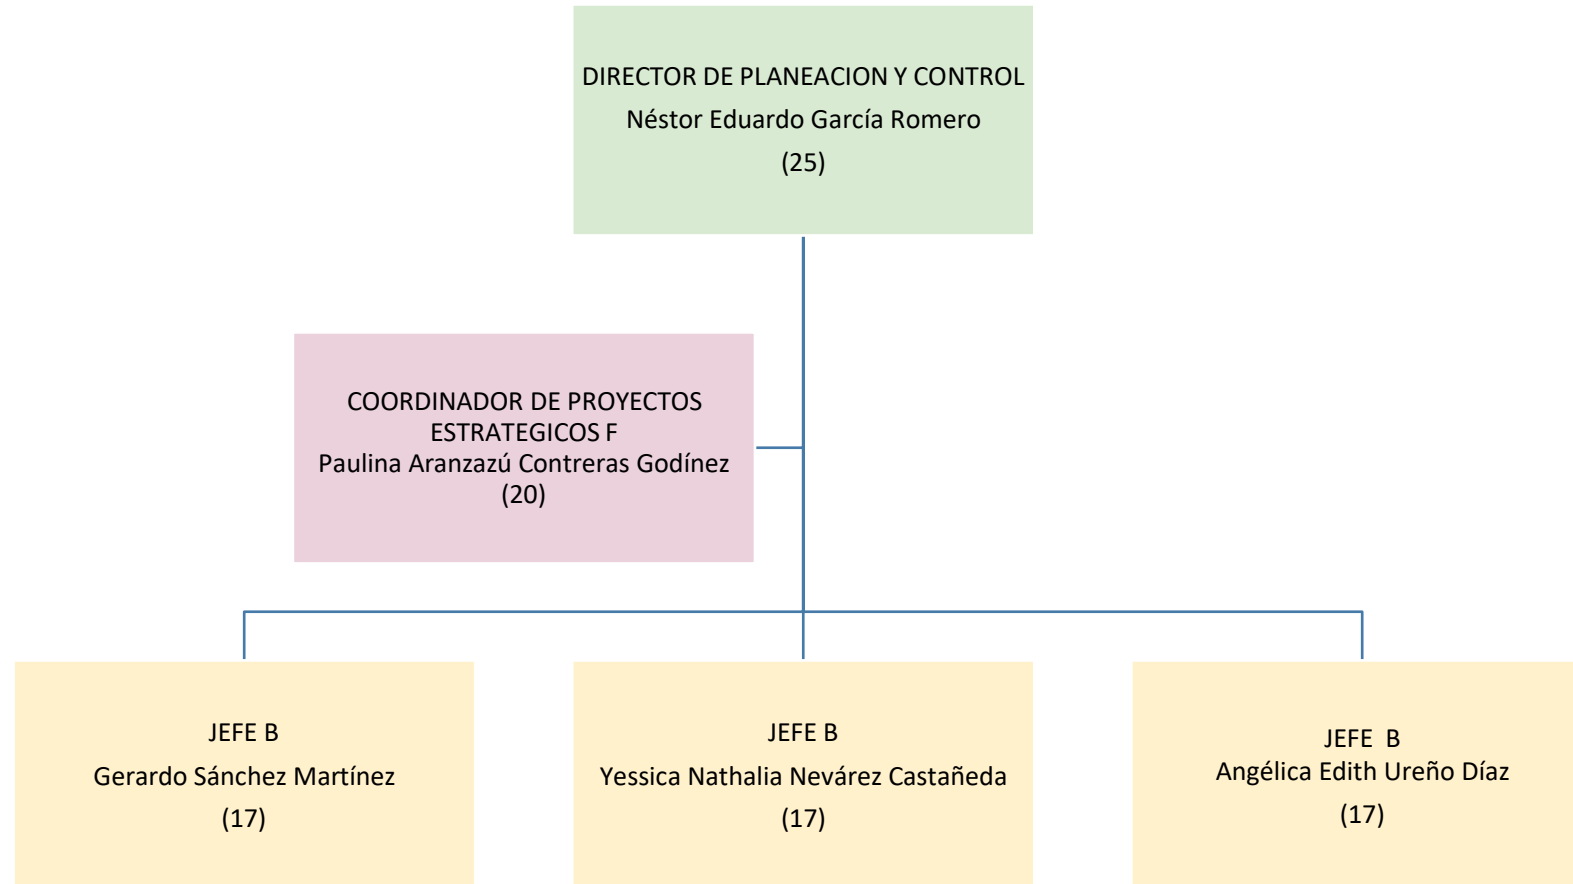 DIRECTOR DE PLANEACION Y CONTROL
Néstor Eduardo García Romero
(25)
COORDINADOR DE PROYECTOS
ESTRATEGICOS F
Paulina Aranzazú Contreras Godínez
(20)
JEFE B
Gerardo Sánchez Martínez
(17)
JEFE B
Yessica Nathalia Nevárez Castañeda
(17)
JEFE B
Angélica Edith Ureño Díaz
(17)